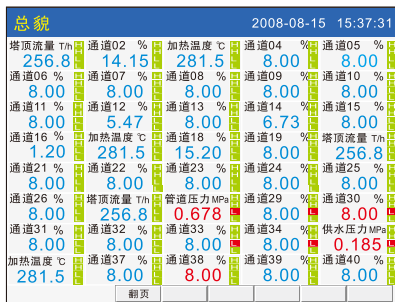 总貌 2008-08-15 15:37:31
塔顶流量 T/h 通道02 % 加热温度 ℃ 通道04 % 通道05 %
256.8 14.15 281.5 8.00 8.00
通道06 % 通道07 % 通道08 % 通道09 % 通道10 %
8.00 8.00 8.00 8.00 8.00
通道11 % 通道12 % 通道13 % 通道14 % 通道15 %
8.00 5.47 8.00 6.73 8.00
通道16 % 加热温度 ℃ 通道18 % 通道19 % 塔顶流量 T/h
1.20 281.5 15.20 8.00 256.8
通道21 % 通道22 % 通道23 % 通道24 % 通道25 %
8.00 8.00 8.00 8.00 8.00
通道26 % 塔顶流量 T/h 管道压力 MPa 通道29 % 通道30 %
8.00 256.8 0.678 8.00 8.00
通道31 % 通道32 % 通道33 % 通道34 % 供水压力 MPa
8.00 8.00 8.00 8.00 0.185
加热温度 ℃ 通道37 % 通道38 % 通道39 % 通道40 %
281.5 8.00 8.00 8.00 8.00
翻页